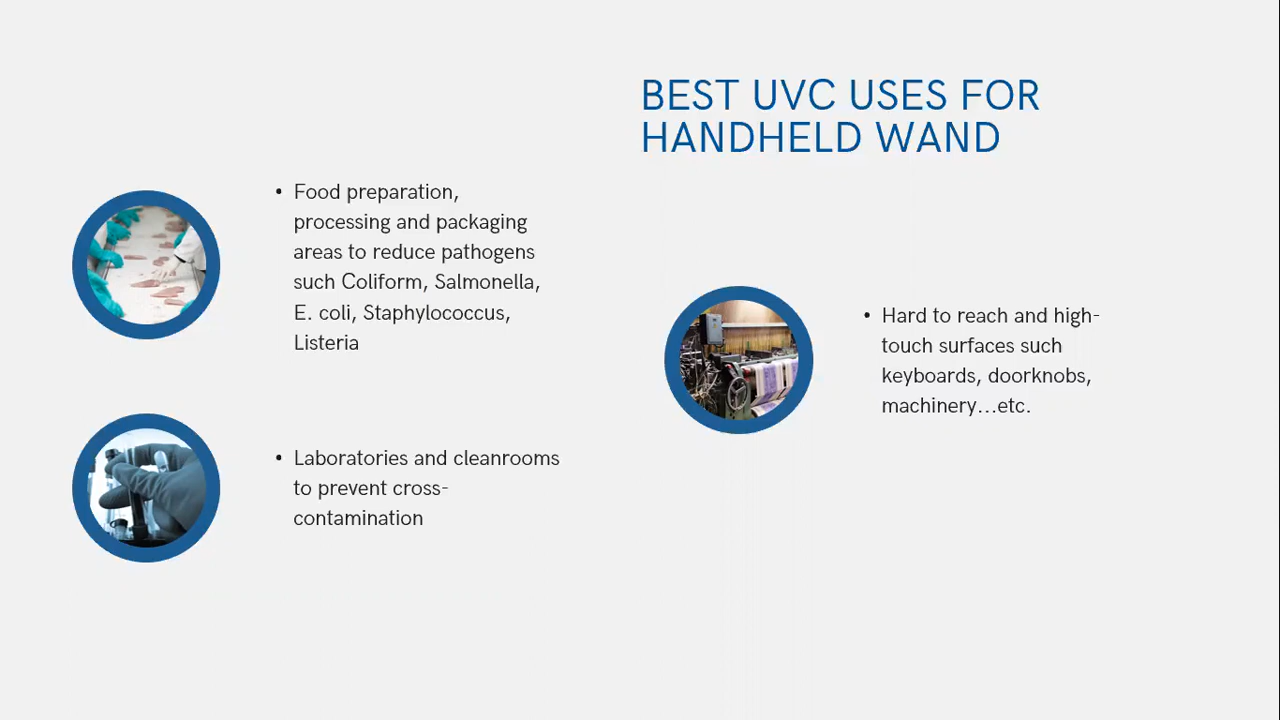 BEST UVC USES FOR
HANDHELD WAND
• Food preparation,
processing and packaging
areas to reduce pathogens
such Coliform, Salmonella,
E. coli, Staphylococcus,
Listeria
• Laboratories and cleanrooms
to prevent cross-
contamination
• Hard to reach and high-
touch surfaces such
keyboards, doorknobs,
machinery...etc.